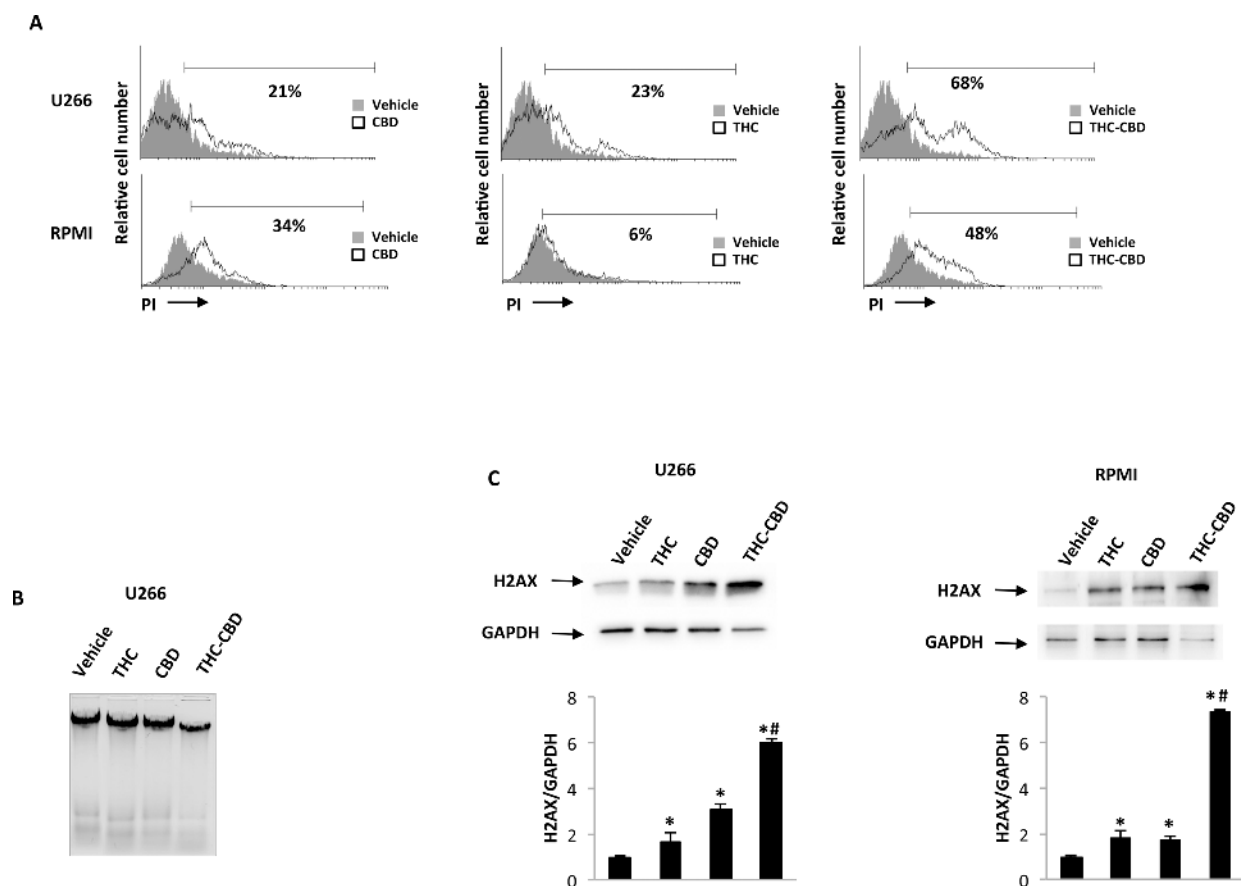 A
U266
Relative cell number
21%
Vehicle
CBD
Relative cell number
23%
Vehicle
THC
Relative cell number
68%
Vehicle
THC-CBD
RPMI
34%
Vehicle
CBD
PI
6%
Vehicle
THC
48%
Vehicle
THC-CBD
PI
B
U266
Vehicle
THC
CBD
THC-CBD
C
U266
Vehicle
THC
CBD
THC-CBD
H2AX
GAPDH
H2AX/GAPDH
8
6
4
2
0
*
*
*#
RPMI
Vehicle
THC
CBD
THC-CBD
H2AX
GAPDH
H2AX/GAPDH
8
6
4
2
0
*
*
*#